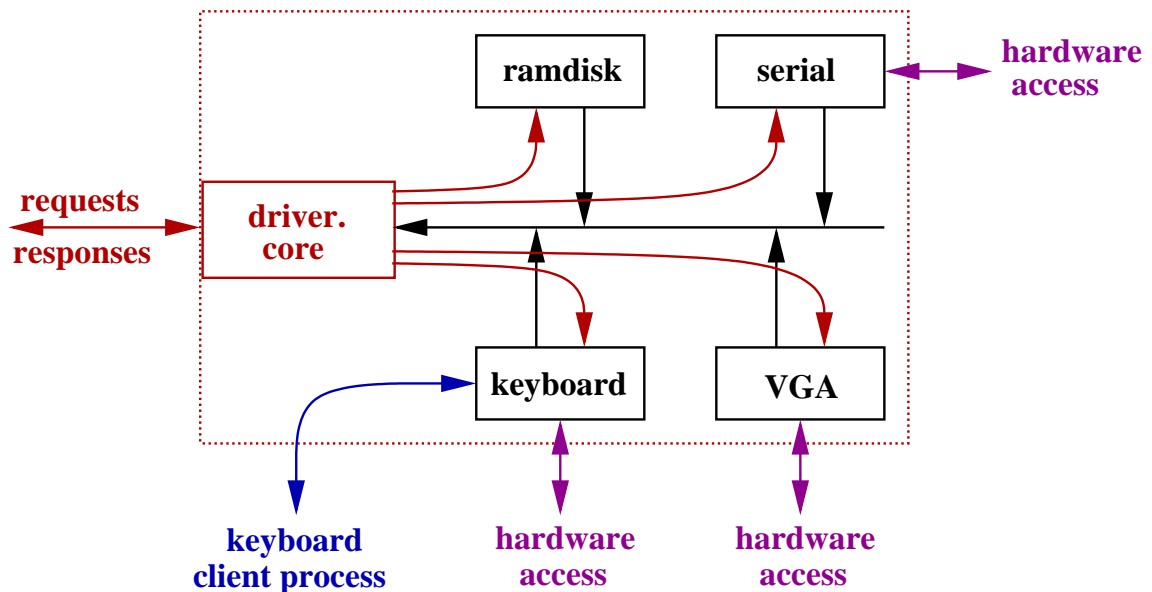 ramdisk
serial
hardware
access
requests
responses
driver.
core
keyboard
VGA
keyboard
client process
hardware
access
hardware
access